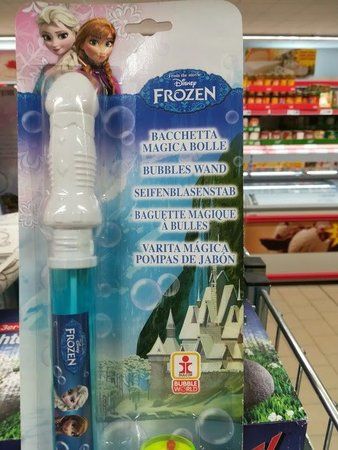 From the movie
Disney
FROZEN
BACCHETTA
MAGICA BOLLE
BUBBLES WAND
SEIFENBLASENSTAB
BAGUETTE MAGIQUE
À BULLES
VARITA MÁGICA
POMPAS DE JABÓN
Disney
FROZEN
BUBBLE
WORLD
3er